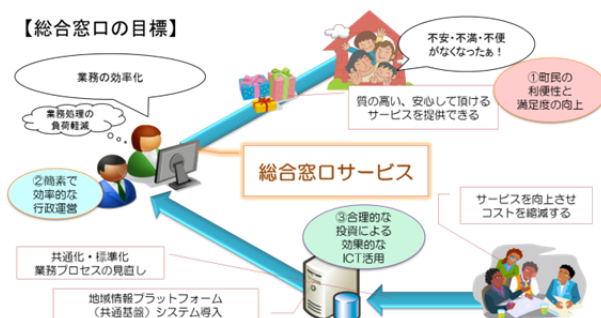 【総合窓口の目標】
不安・不満・不便
がなくなったぁ！
業務の効率化
①町民の
利便性と
満足度の向上
業務処理の
負荷軽減
質の高い、安心して頂ける
サービスを提供できる
総合窓口サービス
②簡素で
効率的な
行政運営
サービスを向上させ
コストを縮減する
③合理的な
投資による
効果的な
ICT活用
共通化・標準化
業務プロセスの見直し
地域情報プラットフォーム
（共通基盤）システム導入